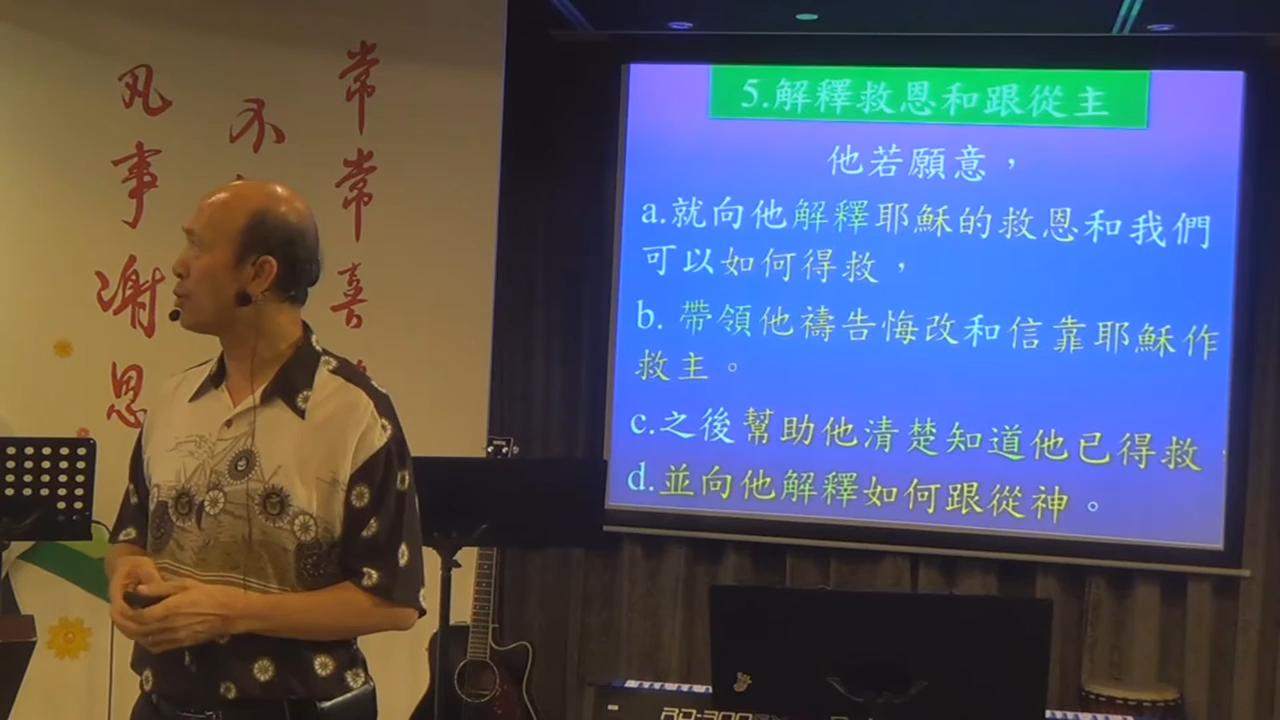 5.解釋救恩和跟從主
他若願意，
a.就向他解釋耶穌的救恩和我們
可以如何得救，
b. 帶領他禱告悔改和信靠耶穌作
救主。
c.之後幫助他清楚知道他已得救
d.並向他解釋如何跟從神。
常常喜
不
凡事謝恩
RD-300